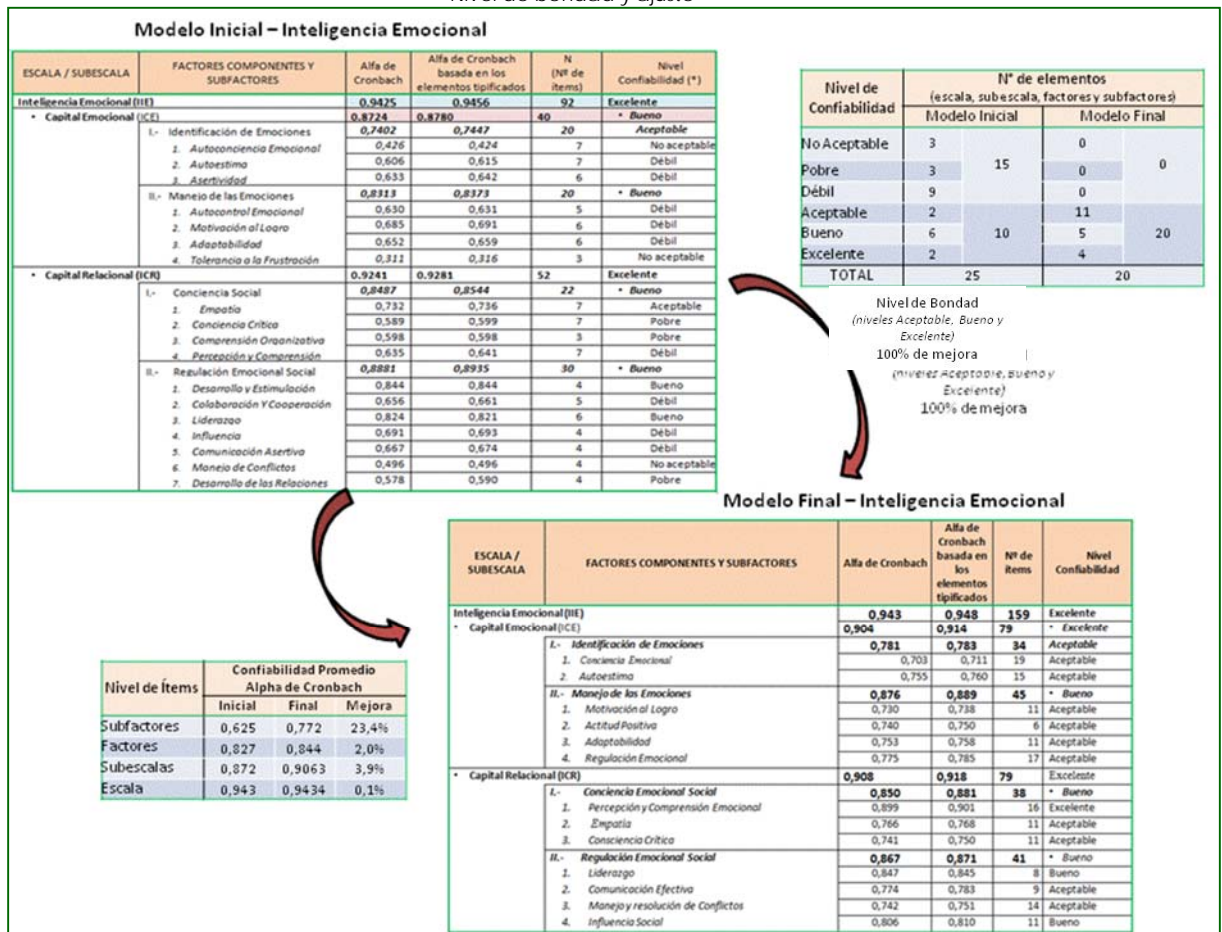 Modelo Inicial – Inteligencia Emocional
ESCALA / SUBESCALA FACTORES COMPONENTES Y SUBFACTORES Alfa de Cronbach Alfa de Cronbach basada en los elementos tipificados N (Nº de ítems) Nivel Confiabilidad (*)
Inteligencia Emocional (IIE) 0.9425 0.9456 92 Excelente
• Capital Emocional (ICE) 0.8724 0.8780 40 • Bueno
I.- Identificación de Emociones 0,7402 0,7447 20 Aceptable
1. Autoconciencia Emocional 0,426 0,424 7 No aceptable
2. Autoestima 0,606 0,615 7 Débil
3. Asertividad 0,633 0,642 6 Débil
II.- Manejo de las Emociones 0,8313 0,8373 20 • Bueno
1. Autocontrol Emocional 0,630 0,631 5 Débil
2. Motivación al Logro 0,685 0,691 6 Débil
3. Adaptabilidad 0,652 0,659 6 Débil
4. Tolerancia a la Frustración 0,311 0,316 3 No aceptable
• Capital Relacional (ICR) 0.9241 0.9281 52 Excelente
I.- Conciencia Social 0,8487 0,8544 22 • Bueno
1. Empatía 0,732 0,736 7 Aceptable
2. Conciencia Crítica 0,589 0,599 7 Pobre
3. Comprensión Organizativa 0,598 0,598 3 Pobre
4. Percepción y Comprensión 0,635 0,641 7 Débil
II.- Regulación Emocional Social 0,8881 0,8935 30 • Bueno
1. Desarrollo y Estimulación 0,844 0,844 4 Bueno
2. Colaboración Y Cooperación 0,656 0,661 5 Débil
3. Liderazgo 0,824 0,821 6 Bueno
4. Influencia 0,691 0,693 4 Débil
5. Comunicación Asertiva 0,667 0,674 4 Débil
6. Manejo de Conflictos 0,496 0,496 4 No aceptable
7. Desarrollo de las Relaciones 0,578 0,590 4 Pobre
Nivel de Confiabilidad N° de elementos
(escala, subescala, factores y subfactores)
Modelo Inicial Modelo Final
No Aceptable 3 15 0 0
Pobre 3 0
Débil 9 0
Aceptable 2 11
Bueno 6 10 5 20
Excelente 2 4
TOTAL 25 20
Nivel de Bondad
(niveles Aceptable, Bueno y
Excelente)
100% de mejora
(niveles Aceptable, Bueno y
Excelente)
100% de mejora
Modelo Final – Inteligencia Emocional
ESCALA / SUBESCALA FACTORES COMPONENTES Y SUBFACTORES Alfa de Cronbach Alfa de Cronbach basada en los elementos tipificados Nº de ítems Nivel Confiabilidad
Inteligencia Emocional (IIE) 0,943 0,948 159 Excelente
• Capital Emocional (ICE) 0,904 0,914 79 • Excelente
I.- Identificación de Emociones 0,781 0,783 34 Aceptable
1. Conciencia Emocional 0,703 0,711 19 Aceptable
2. Autoestima 0,755 0,760 15 Aceptable
II.- Manejo de las Emociones 0,876 0,889 45 • Bueno
1. Motivación al Logro 0,730 0,738 11 Aceptable
2. Actitud Positiva 0,740 0,750 6 Aceptable
3. Adaptabilidad 0,753 0,758 11 Aceptable
4. Regulación Emocional 0,775 0,785 17 Aceptable
• Capital Relacional (ICR) 0,908 0,918 79 Excelente
I.- Conciencia Emocional Social 0,850 0,881 38 • Bueno
1. Percepción y Comprensión Emocional 0,899 0,901 16 Excelente
2. Empatía 0,766 0,768 11 Aceptable
3. Consciencia Crítica 0,741 0,750 11 Aceptable
II.- Regulación Emocional Social 0,867 0,871 41 • Bueno
1. Liderazgo 0,847 0,845 8 Bueno
2. Comunicación Efectiva 0,774 0,783 9 Aceptable
3. Manejo y resolución de Conflictos 0,742 0,751 14 Aceptable
4. Influencia Social 0,806 0,810 11 Bueno
Nivel de Ítems Confiabilidad Promedio
Alpha de Cronbach
Inicial Final Mejora
Subfactores 0,625 0,772 23,4%
Factores 0,827 0,844 2,0%
Subescalas 0,872 0,9063 3,9%
Escala 0,943 0,9434 0,1%